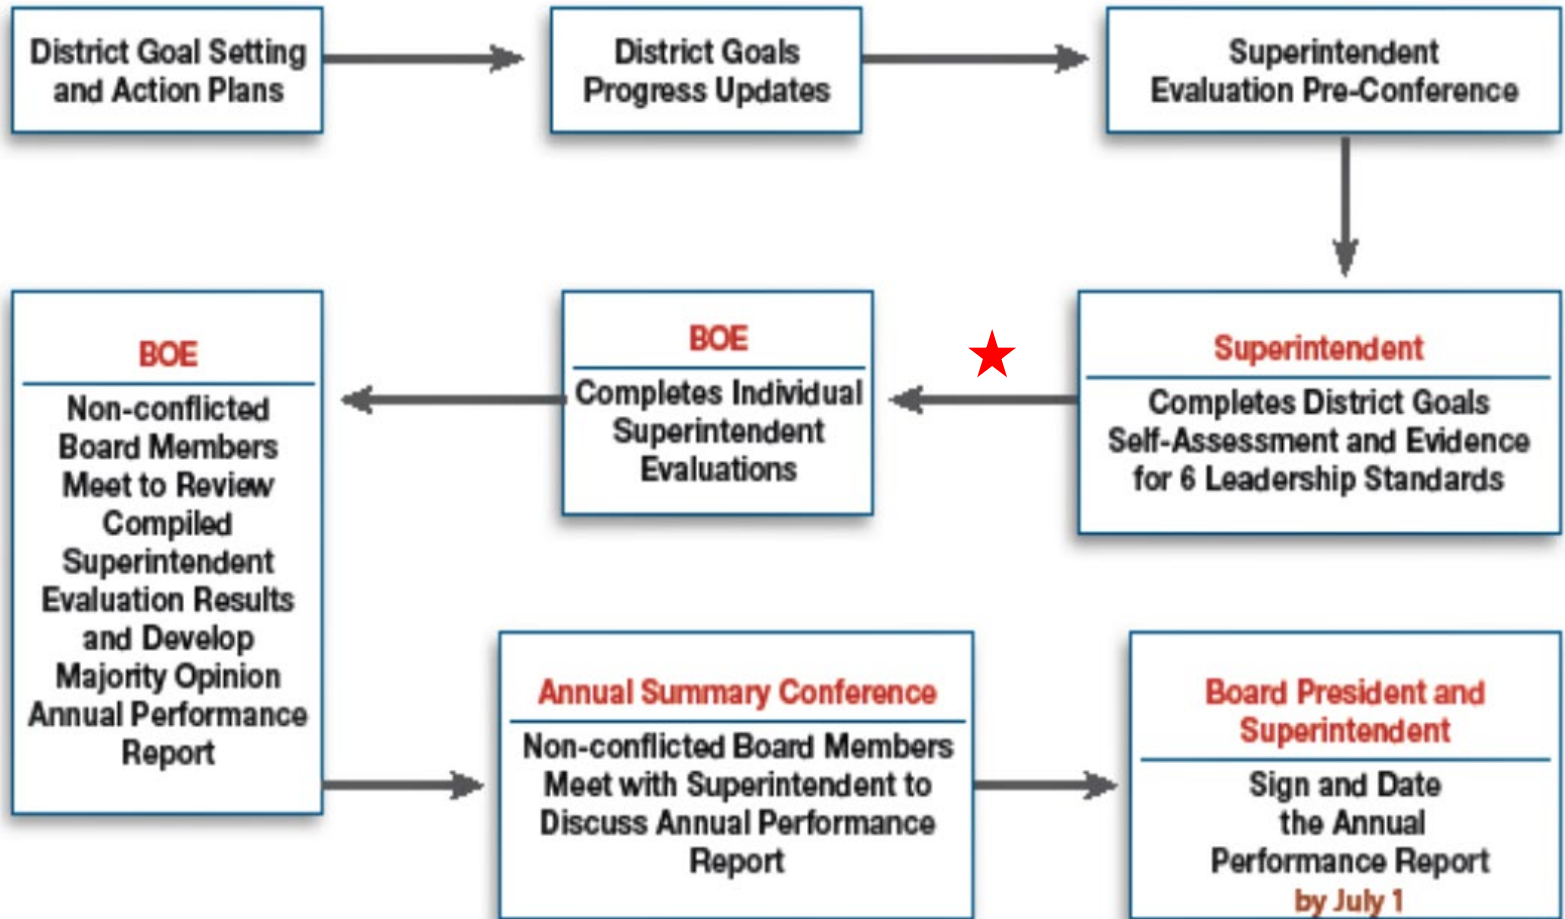 District Goal Setting
and Action Plans
District Goals
Progress Updates
Superintendent
Evaluation Pre-Conference
Superintendent
Completes District Goals
Self-Assessment and Evidence
for 6 Leadership Standards
BOE
Completes Individual
Superintendent
Evaluations
BOE
Non-conflicted
Board Members
Meet to Review
Compiled
Superintendent
Evaluation Results
and Develop
Majority Opinion
Annual Performance
Report
Annual Summary Conference
Non-conflicted Board Members
Meet with Superintendent to
Discuss Annual Performance
Report
Board President and
Superintendent
Sign and Date
the Annual
Performance Report
by July 1